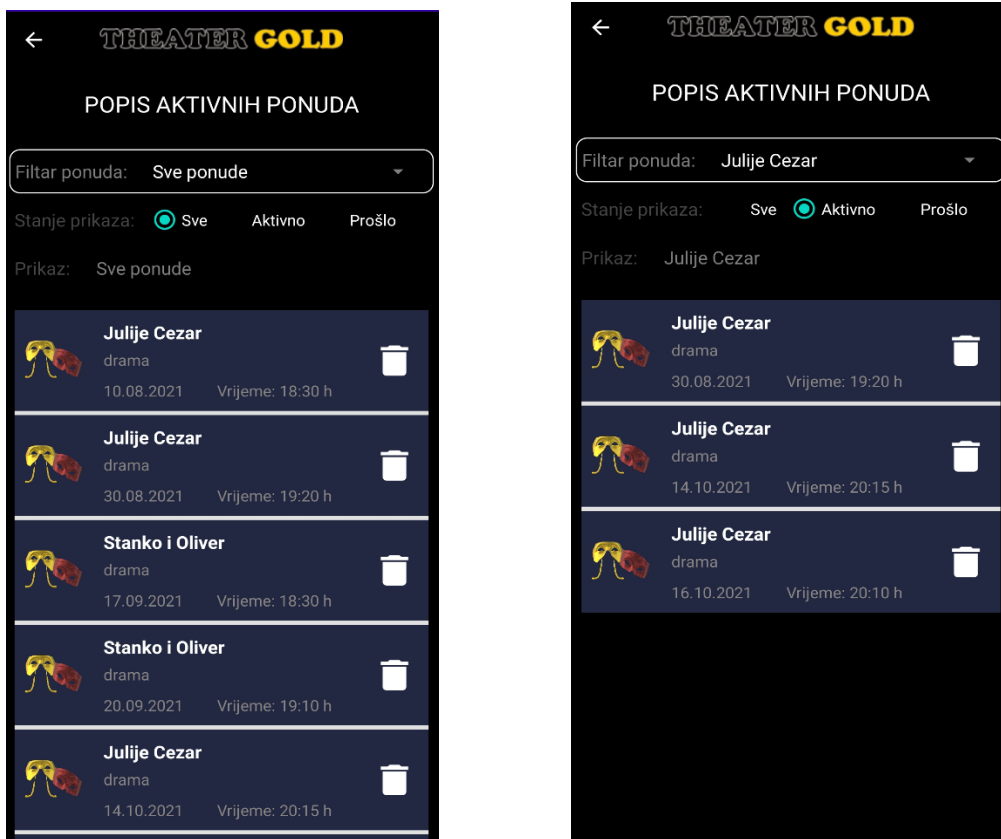 THEATER GOLD
POPIS AKTIVNIH PONUDA
Filtar ponuda: Sve ponude
Stanje prikaza: Sve Aktivno Prošlo
Prikaz: Sve ponude
Julije Cezar
drama
10.08.2021 Vrijeme: 18:30 h
Julije Cezar
drama
30.08.2021 Vrijeme: 19:20 h
Stanko i Oliver
drama
17.09.2021 Vrijeme: 18:30 h
Stanko i Oliver
drama
20.09.2021 Vrijeme: 19:10 h
Julije Cezar
drama
14.10.2021 Vrijeme: 20:15 h
THEATER GOLD
POPIS AKTIVNIH PONUDA
Filtar ponuda: Julije Cezar
Stanje prikaza: Sve Aktivno Prošlo
Prikaz: Julije Cezar
Julije Cezar
drama
30.08.2021 Vrijeme: 19:20 h
Julije Cezar
drama
14.10.2021 Vrijeme: 20:15 h
Julije Cezar
drama
16.10.2021 Vrijeme: 20:10 h